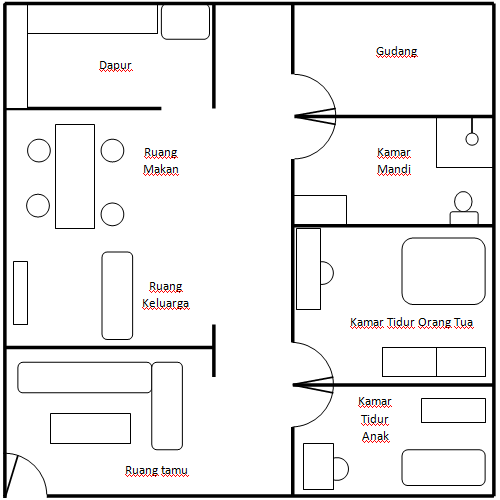 Dapur
Gudang
Ruang
Makan
Kamar
Mandi
Ruang
Keluarga
Kamar Tidur Orang Tua
Kamar
Tidur
Anak
Ruang tamu